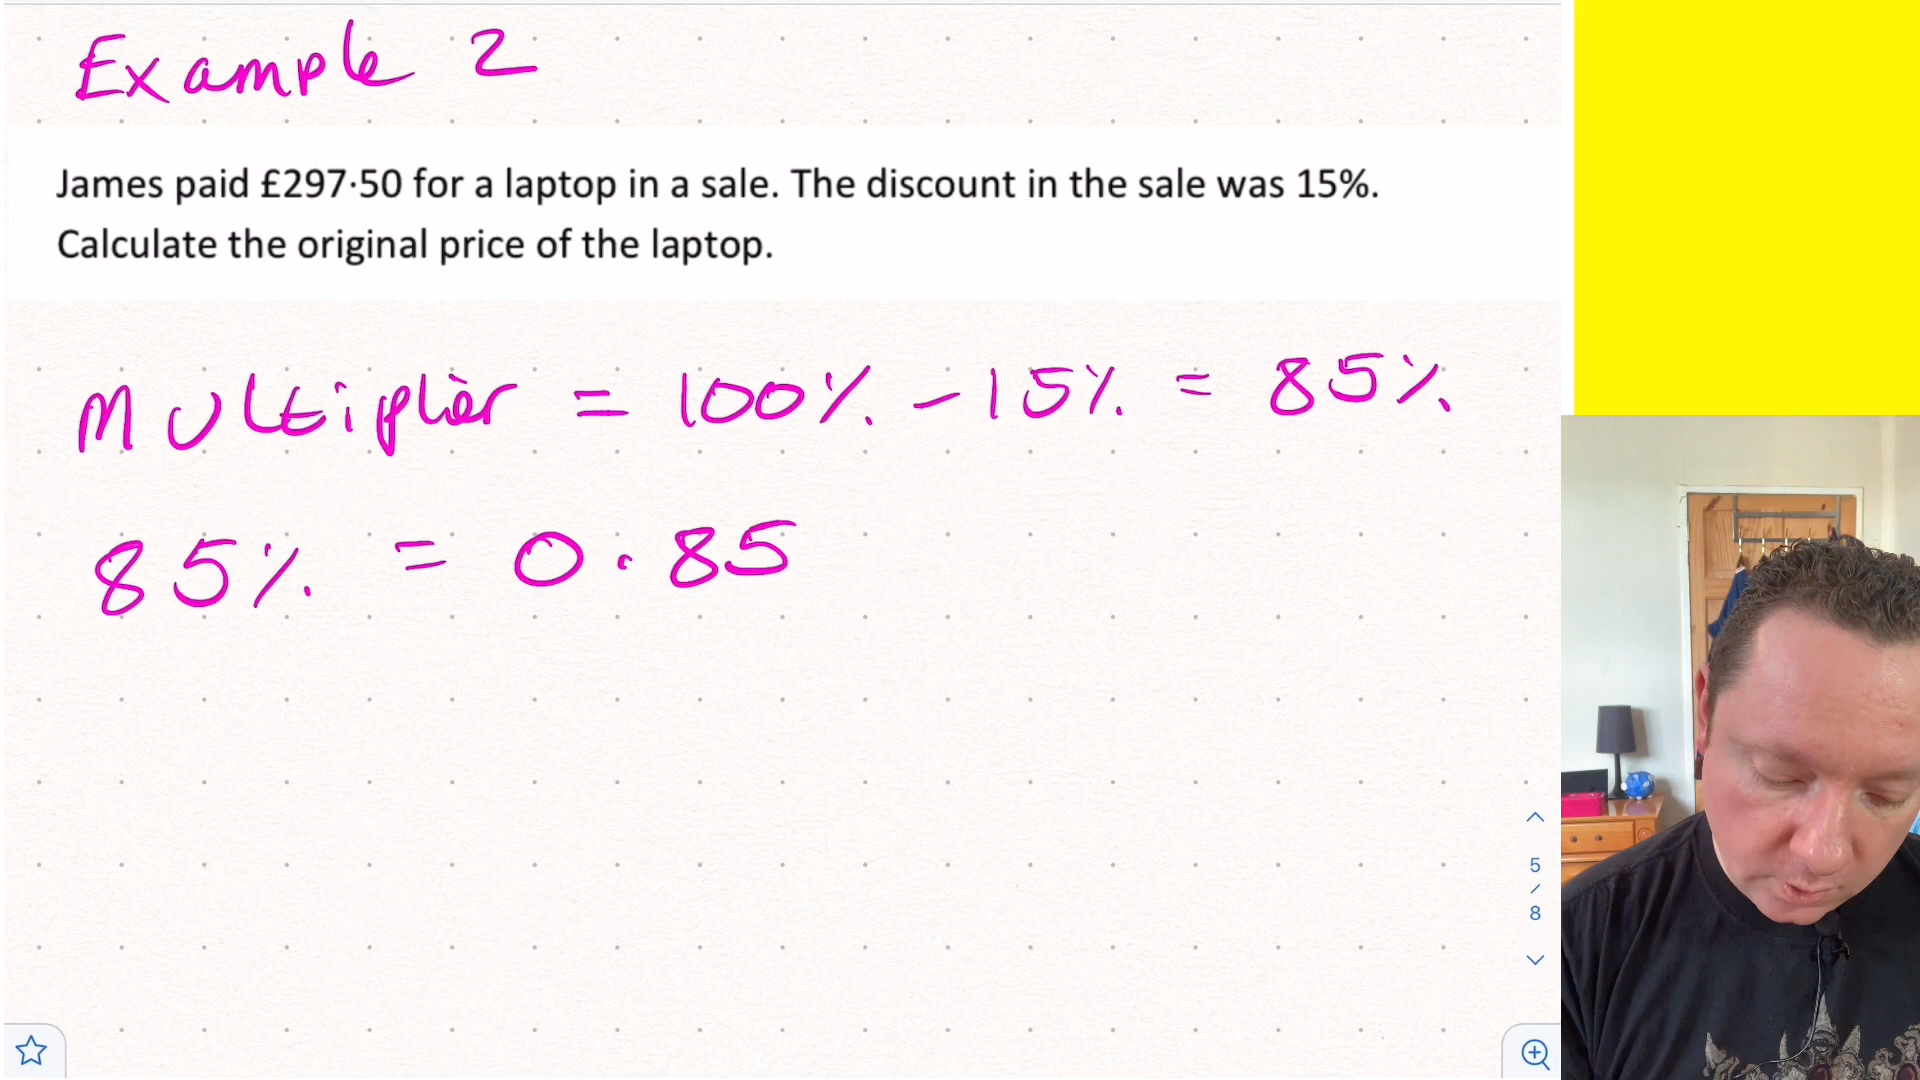 Example 2
James paid £297·50 for a laptop in a sale. The discount in the sale was 15%.
Calculate the original price of the laptop.
Multiplier = 100% - 15% = 85%
85% = 0.85
5
/
8